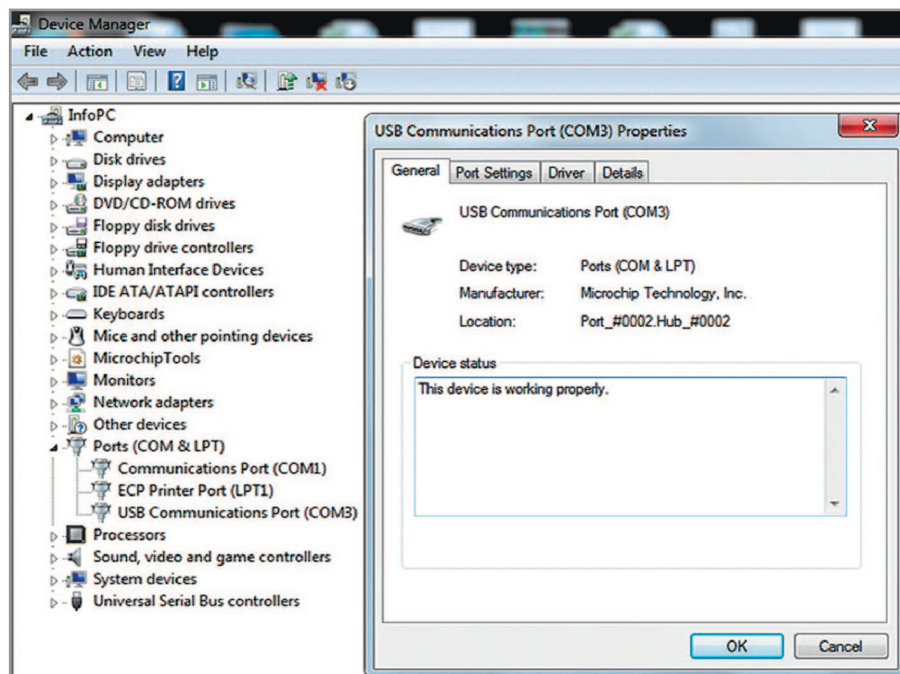 Device Manager
File Action View Help
InfoPC
Computer
Disk drives
Display adapters
DVD/CD-ROM drives
Floppy disk drives
Floppy drive controllers
Human Interface Devices
IDE ATA/ATAPI controllers
Keyboards
Mice and other pointing devices
MicrochipTools
Monitors
Network adapters
Other devices
Ports (COM & LPT)
Communications Port (COM1)
ECP Printer Port (LPT1)
USB Communications Port (COM3)
Processors
Sound, video and game controllers
System devices
Universal Serial Bus controllers
USB Communications Port (COM3) Properties
General Port Settings Driver Details
USB Communications Port (COM3)
Device type: Ports (COM & LPT)
Manufacturer: Microchip Technology, Inc.
Location: Port_#0002.Hub_#0002
Device status
This device is working properly.
OK Cancel